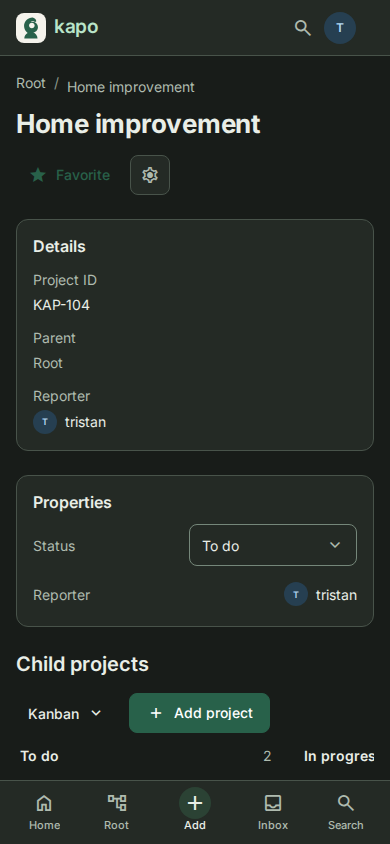 kapo
T
Root / Home improvement
Home improvement
Favorite
Details
Project ID
KAP-104
Parent
Root
Reporter
T tristan
Properties
Status To do
Reporter T tristan
Child projects
Kanban Add project
To do 2 In progres
Home Root Add Inbox Search